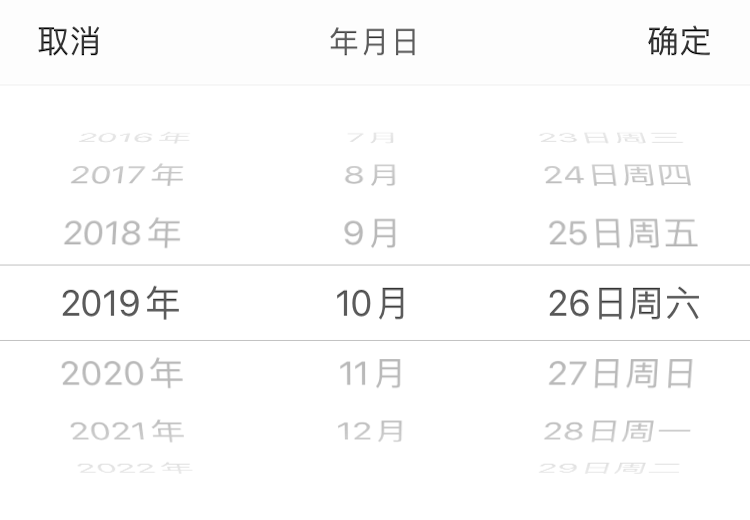 取消 年月日 确定
2016年 7月 23日周三
2017年 8月 24日周四
2018年 9月 25日周五
2019年 10月 26日周六
2020年 11月 27日周日
2021年 12月 28日周一
2022年 29日周二